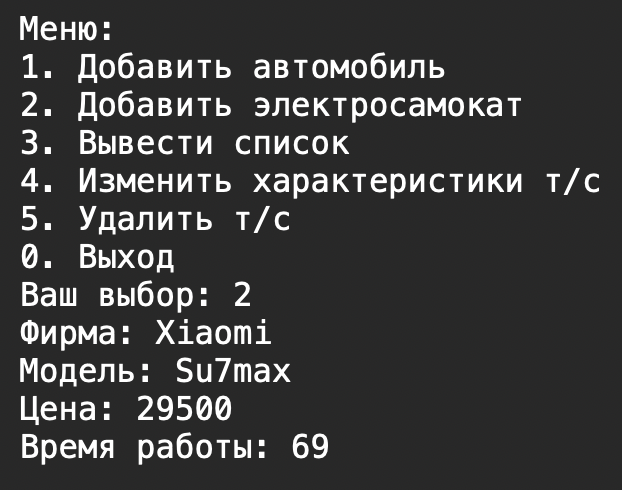 Меню:
1. Добавить автомобиль
2. Добавить электросамокат
3. Вывести список
4. Изменить характеристики т/с
5. Удалить т/с
0. Выход
Ваш выбор: 2
Фирма: Xiaomi
Модель: Su7max
Цена: 29500
Время работы: 69